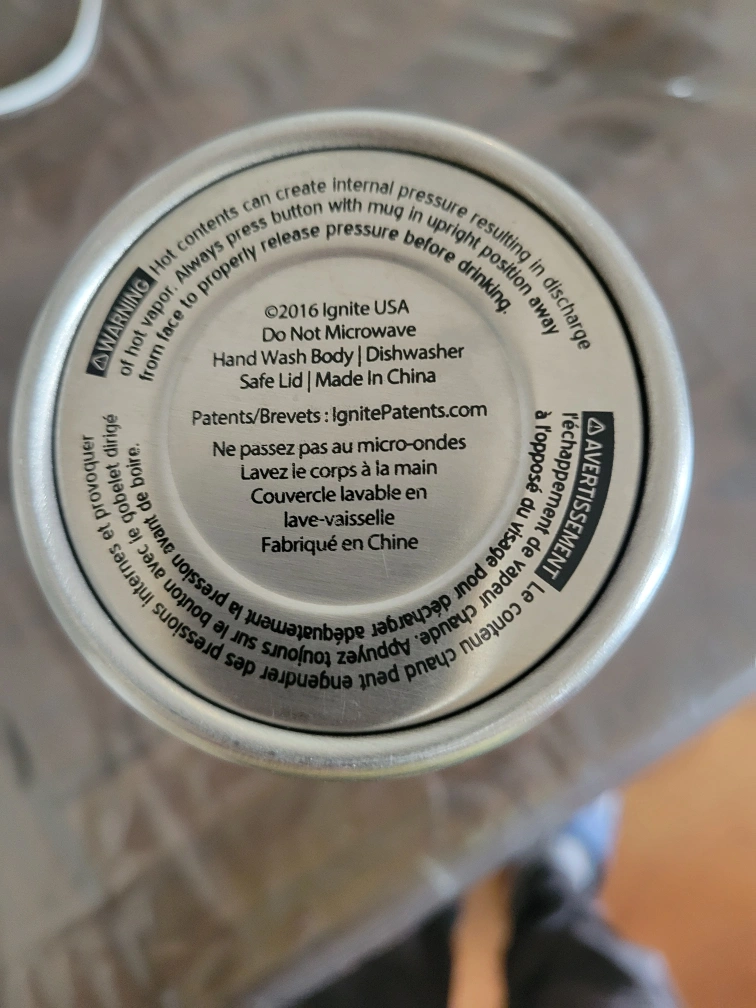 ⚠ WARNING Hot contents can create internal pressure resulting in discharge
of hot vapor. Always press button with mug in upright position away
from face to properly release pressure before drinking.
©2016 Ignite USA
Do Not Microwave
Hand Wash Body | Dishwasher
Safe Lid | Made In China
Patents/Brevets : IgnitePatents.com
Ne passez pas au micro-ondes
Lavez le corps à la main
Couvercle lavable en
lave-vaisselle
Fabriqué en Chine
⚠ AVERTISSEMENT Le contenu chaud peut engendrer des pressions internes et provoquer
l'échappement de vapeur chaude. Appuyez toujours sur le bouton avec le gobelet dirigé
à l'opposé du visage pour décharger adéquatement la pression avant de boire.